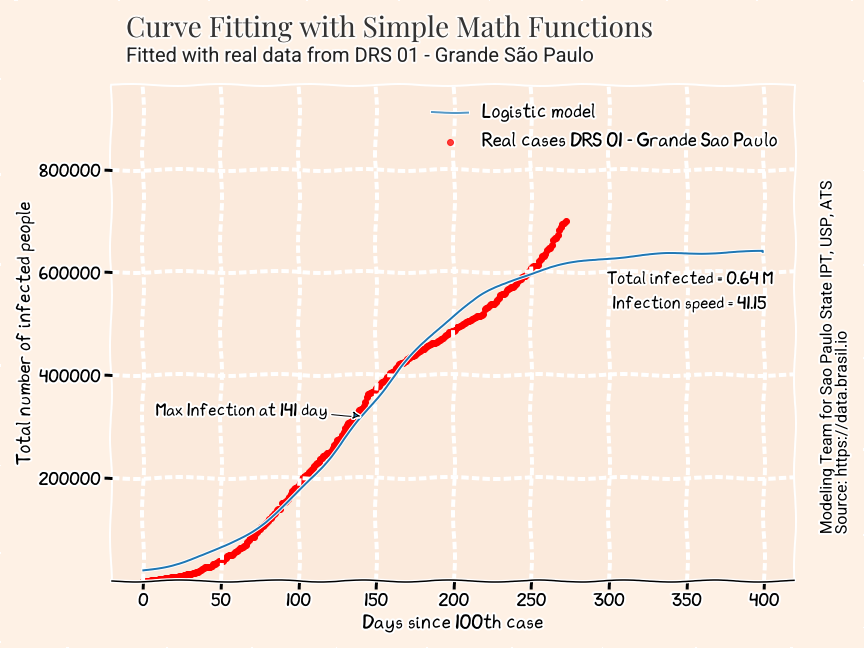 Curve Fitting with Simple Math Functions
Fitted with real data from DRS 01 - Grande São Paulo
Logistic model
Real cases DRS 01 - Grande Sao Paulo
800000
600000
400000
200000
Total number of infected people
Total infected = 0.64 M
Infection speed = 41.15
Max Infection at 141 day
0 50 100 150 200 250 300 350 400
Days since 100th case
Modeling Team for Sao Paulo State IPT, USP, ATS
Source: https://data.brasil.io